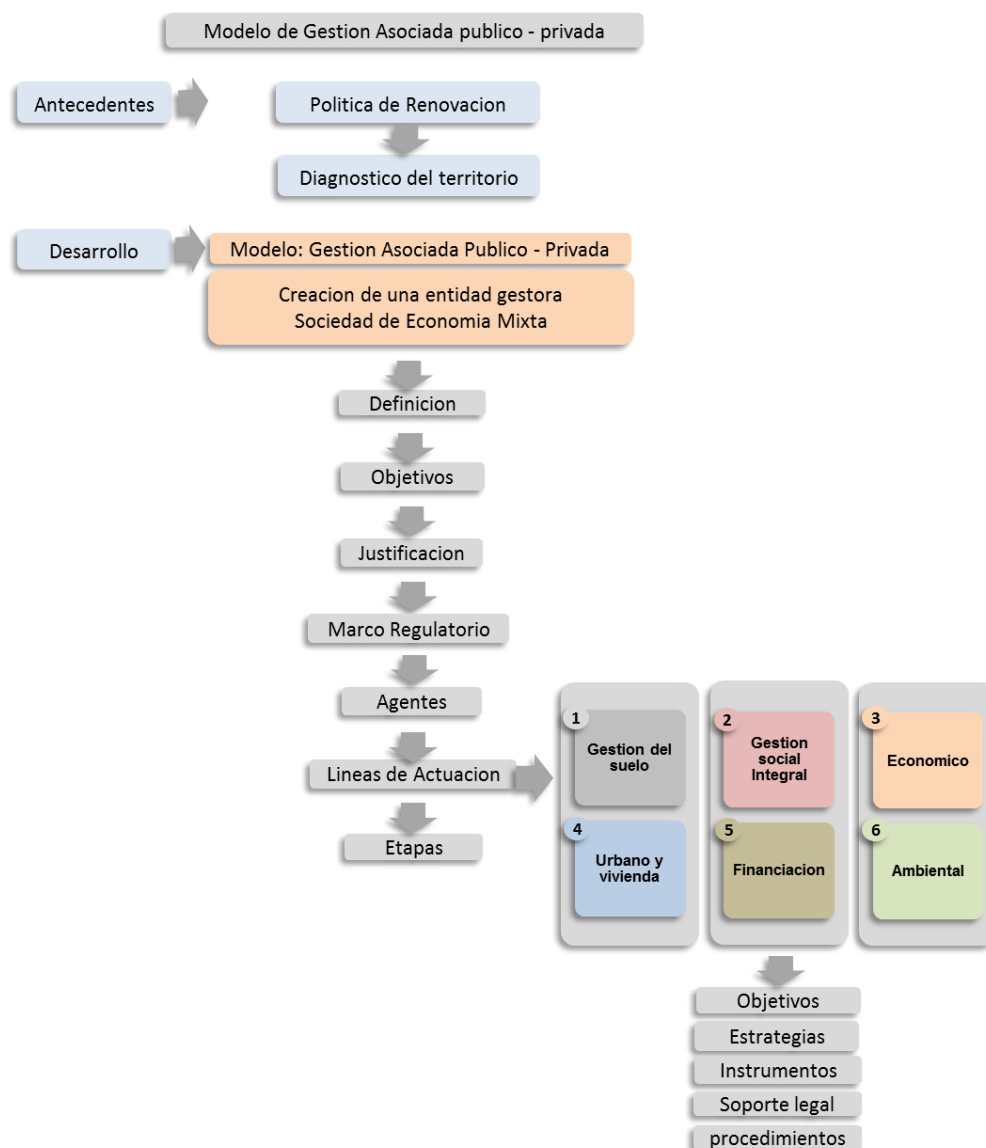 Modelo de Gestion Asociada publico - privada
Antecedentes
Politica de Renovacion
Diagnostico del territorio
Desarrollo
Modelo: Gestion Asociada Publico - Privada
Creacion de una entidad gestora
Sociedad de Economia Mixta
Definicion
Objetivos
Justificacion
Marco Regulatorio
Agentes
Lineas de Actuacion
Etapas
1
Gestion del
suelo
2
Gestion
social
Integral
3
Economico
4
Urbano y
vivienda
5
Financiacion
6
Ambiental
Objetivos
Estrategias
Instrumentos
Soporte legal
procedimientos